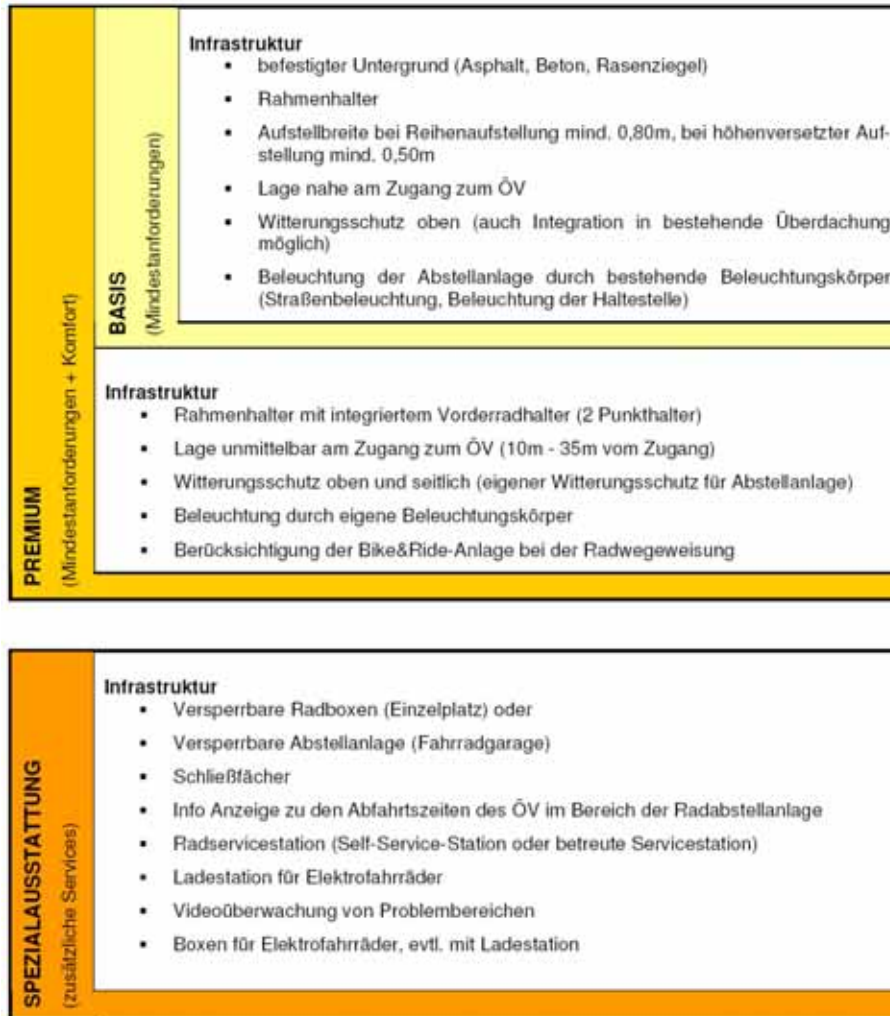 PREMIUM
(Mindestanforderungen + Komfort)
BASIS
(Mindestanforderungen)
Infrastruktur
▪ befestigter Untergrund (Asphalt, Beton, Rasenziegel)
▪ Rahmenhalter
▪ Aufstellbreite bei Reihenaufstellung mind. 0,80m, bei höhenversetzter Auf-
stellung mind. 0,50m
▪ Lage nahe am Zugang zum ÖV
▪ Witterungsschutz oben (auch Integration in bestehende Überdachung
möglich)
▪ Beleuchtung der Abstellanlage durch bestehende Beleuchtungskörper
(Straßenbeleuchtung, Beleuchtung der Haltestelle)
Infrastruktur
▪ Rahmenhalter mit integriertem Vorderradhalter (2 Punkthalter)
▪ Lage unmittelbar am Zugang zum ÖV (10m - 35m vom Zugang)
▪ Witterungsschutz oben und seitlich (eigener Witterungsschutz für Abstellanlage)
▪ Beleuchtung durch eigene Beleuchtungskörper
▪ Berücksichtigung der Bike&Ride-Anlage bei der Radwegeweisung
SPEZIALAUSSTATTUNG
(zusätzliche Services)
Infrastruktur
▪ Versperrbare Radboxen (Einzelplatz) oder
▪ Versperrbare Abstellanlage (Fahrradgarage)
▪ Schließfächer
▪ Info Anzeige zu den Abfahrtszeiten des ÖV im Bereich der Radabstellanlage
▪ Radservicestation (Self-Service-Station oder betreute Servicestation)
▪ Ladestation für Elektrofahrräder
▪ Videoüberwachung von Problembereichen
▪ Boxen für Elektrofahrräder, evtl. mit Ladestation